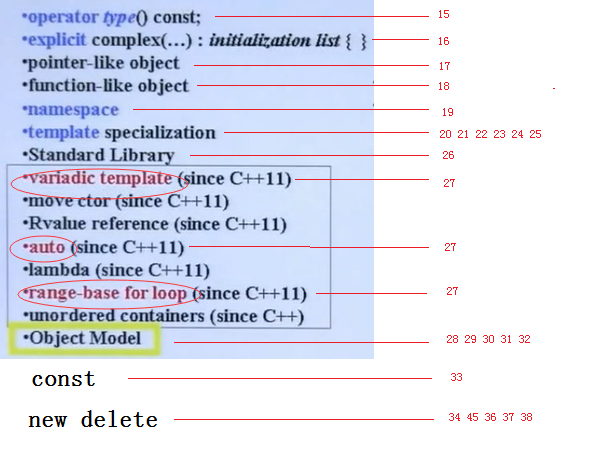 •operator type() const; 15
•explicit complex(…) : initialization list { } 16
•pointer-like object 17
•function-like object 18
•namespace 19
•template specialization 20 21 22 23 24 25
•Standard Library 26
•variadic template (since C++11) 27
•move ctor (since C++11)
•Rvalue reference (since C++11)
•auto (since C++11) 27
•lambda (since C++11)
•range-base for loop (since C++11) 27
•unordered containers (since C++)
•Object Model 28 29 30 31 32
const 33
new delete 34 45 36 37 38